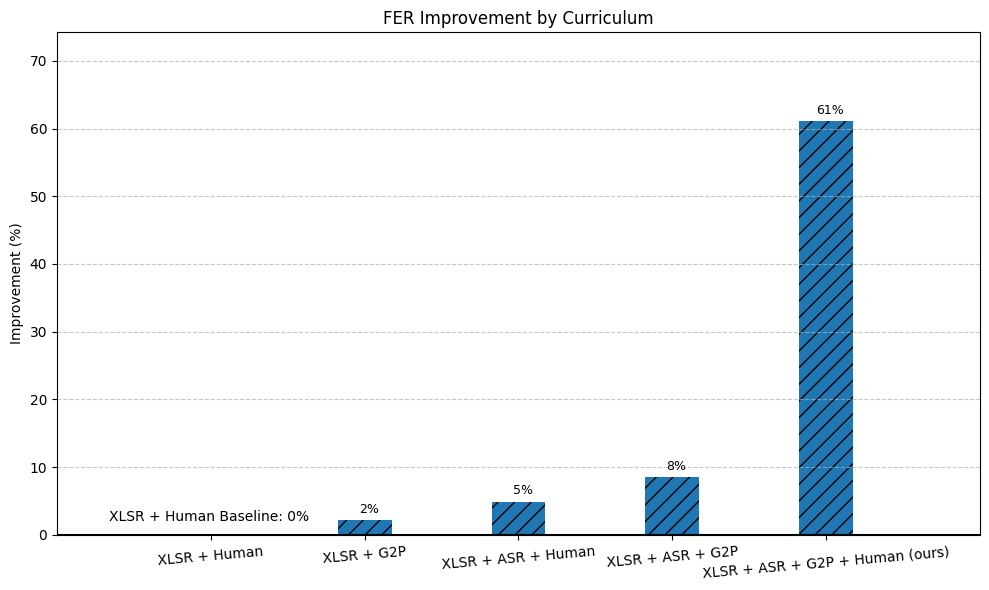 FER Improvement by Curriculum
Improvement (%)
70
60
50
40
30
20
10
0
61%
8%
5%
2%
XLSR + Human Baseline: 0%
XLSR + Human
XLSR + G2P
XLSR + ASR + Human
XLSR + ASR + G2P
XLSR + ASR + G2P + Human (ours)